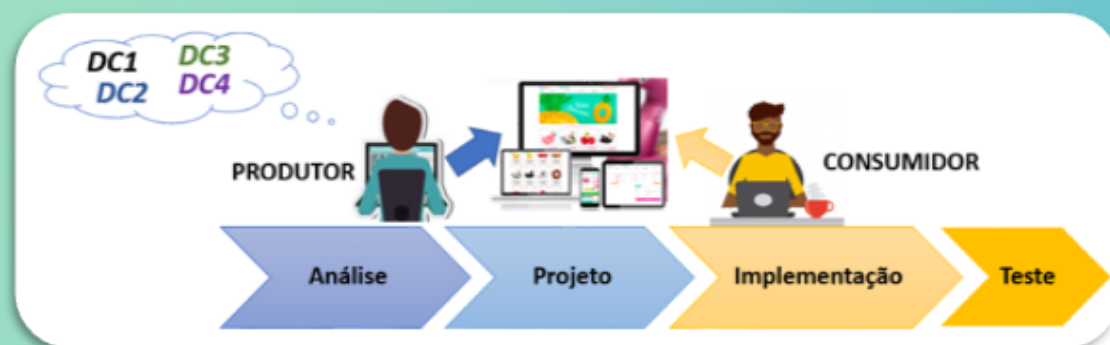 DC1 DC3
DC2 DC4
PRODUTOR
CONSUMIDOR
Análise
Projeto
Implementação
Teste